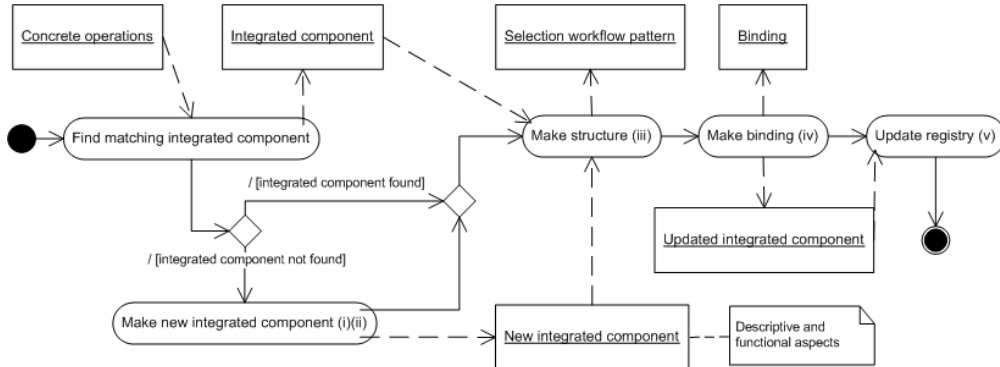 Concrete operations
Integrated component
Selection workflow pattern
Binding
Find matching integrated component
Make structure (iii)
Make binding (iv)
Update registry (v)
/ [integrated component found]
/ [integrated component not found]
Updated integrated component
Make new integrated component (i)(ii)
New integrated component
Descriptive and
functional aspects